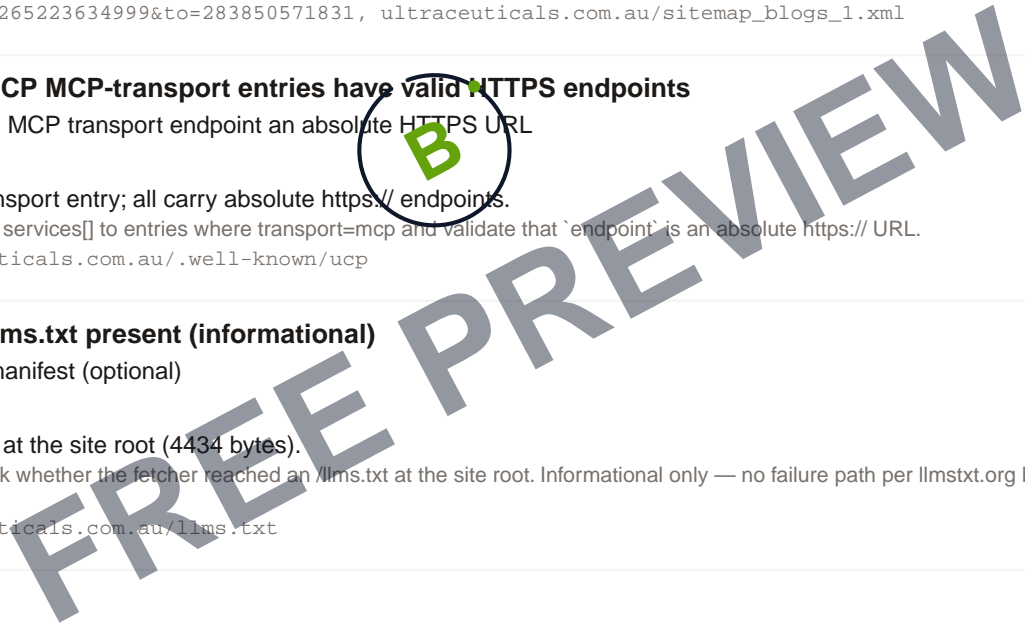 265223634999&to=283850571831, ultraceuticals.com.au/sitemap_blogs_1.xml
CP MCP-transport entries have valid HTTPS endpoints
MCP transport endpoint an absolute HTTPS URL
B
nsport entry; all carry absolute https:// endpoints.
services[] to entries where transport=mcp and validate that `endpoint` is an absolute https:// URL.
ticals.com.au/.well-known/ucp
ms.txt present (informational)
nanifest (optional)
at the site root (4434 bytes).
k whether the fetcher reached an /llms.txt at the site root. Informational only — no failure path per llmstxt.org
ticals.com.au/llms.txt
FREE PREVIEW